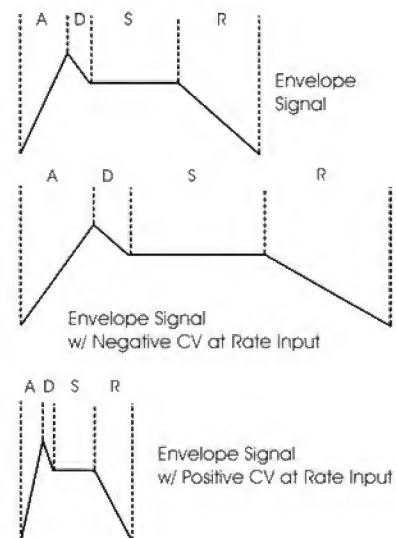 A D S R
Envelope
Signal
A D S R
Envelope Signal
w/ Negative CV at Rate Input
A D S R
Envelope Signal
w/ Positive CV at Rate Input